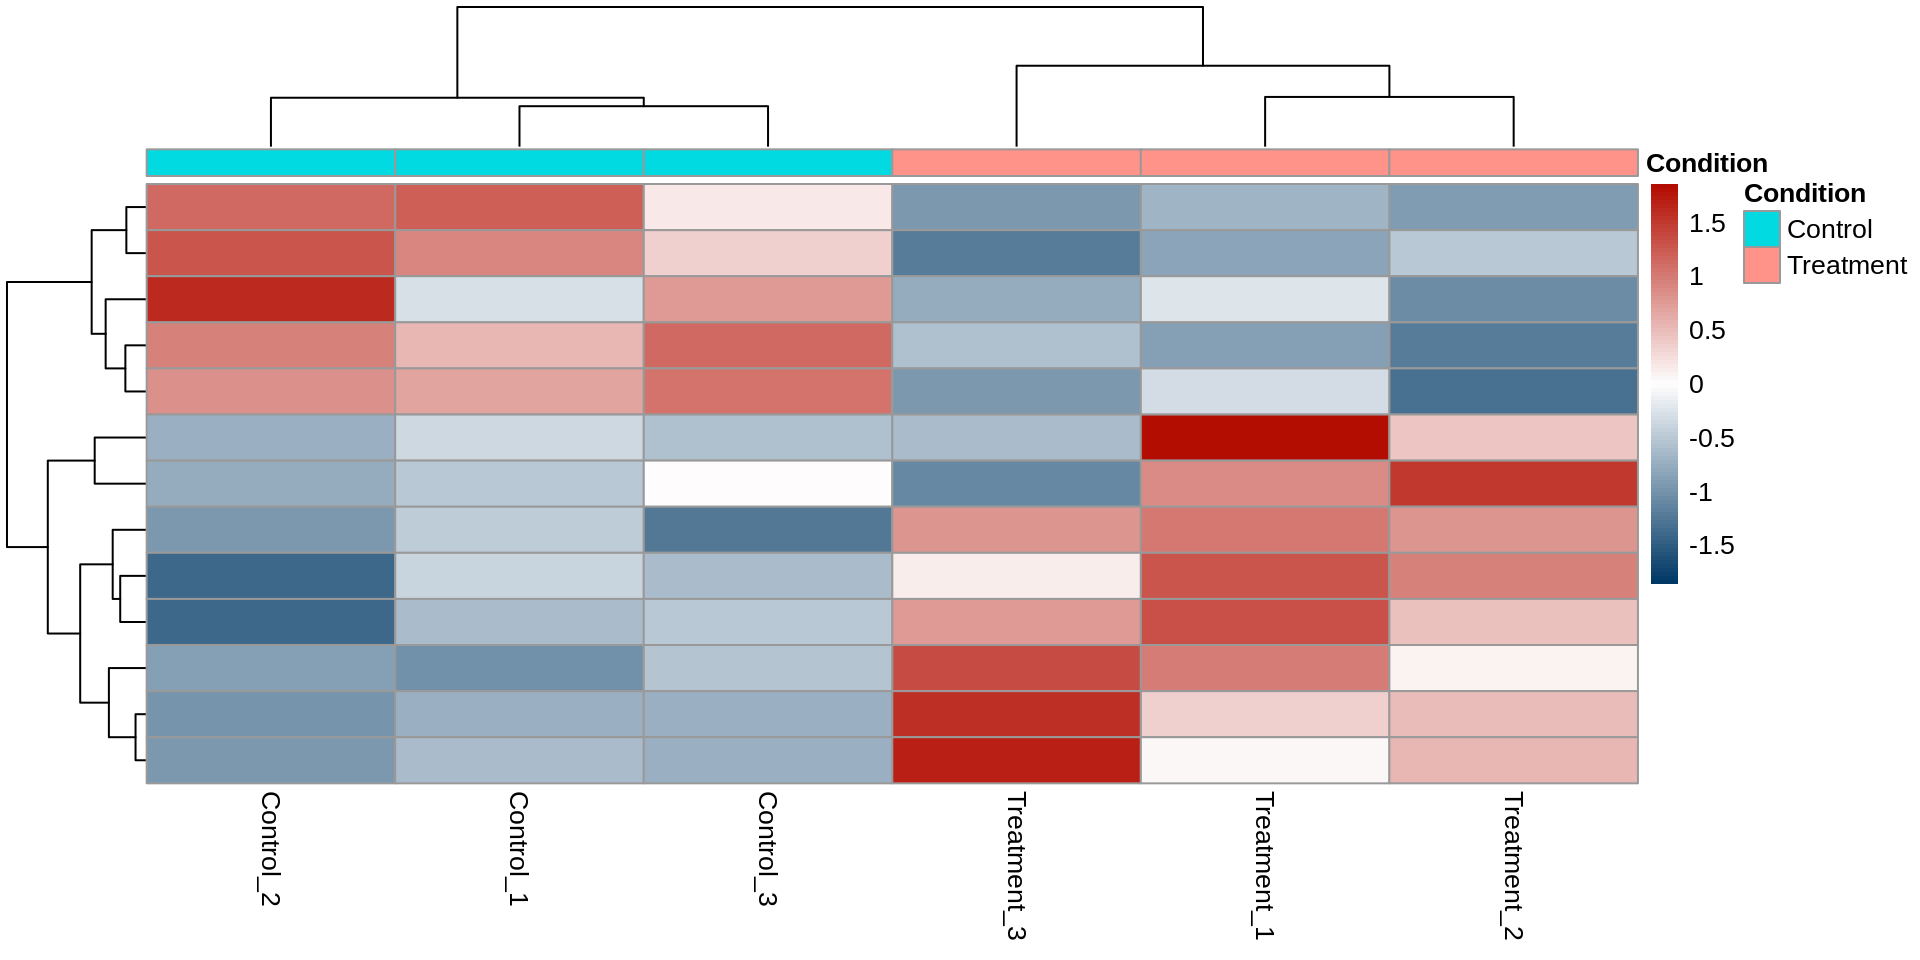 Condition
Condition
Control
Treatment
1.5
1
0.5
0
-0.5
-1
-1.5
Control_2
Control_1
Control_3
Treatment_3
Treatment_1
Treatment_2